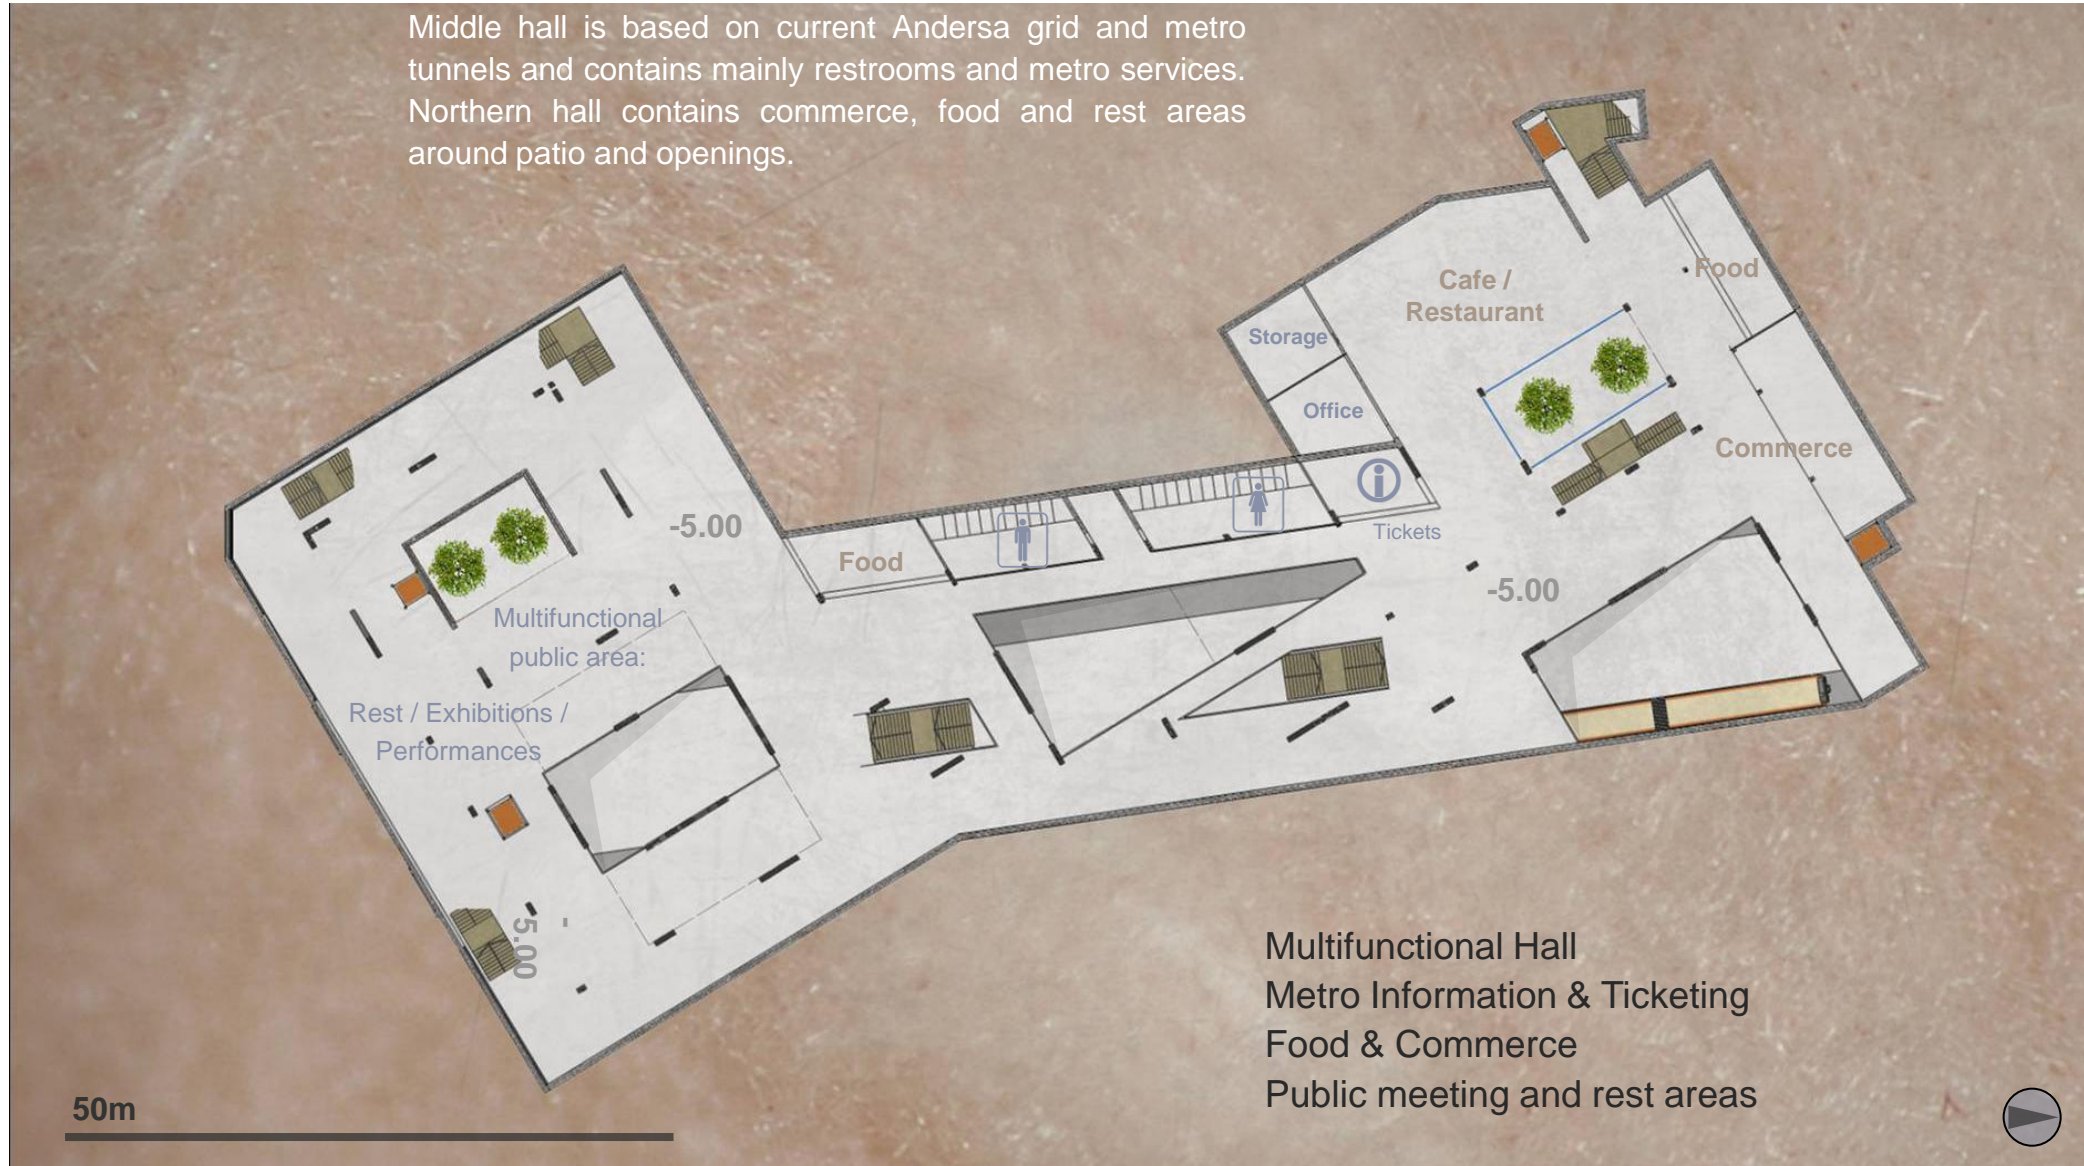 Middle hall is based on current Andersa grid and metro
tunnels and contains mainly restrooms and metro services.
Northern hall contains commerce, food and rest areas
around patio and openings.
Cafe /
Restaurant
Food
Storage
Office
Commerce
Tickets
-5.00
Food
-5.00
Multifunctional
public area:
Rest / Exhibitions /
Performances
-
5.00
Multifunctional Hall
Metro Information & Ticketing
Food & Commerce
Public meeting and rest areas
50m